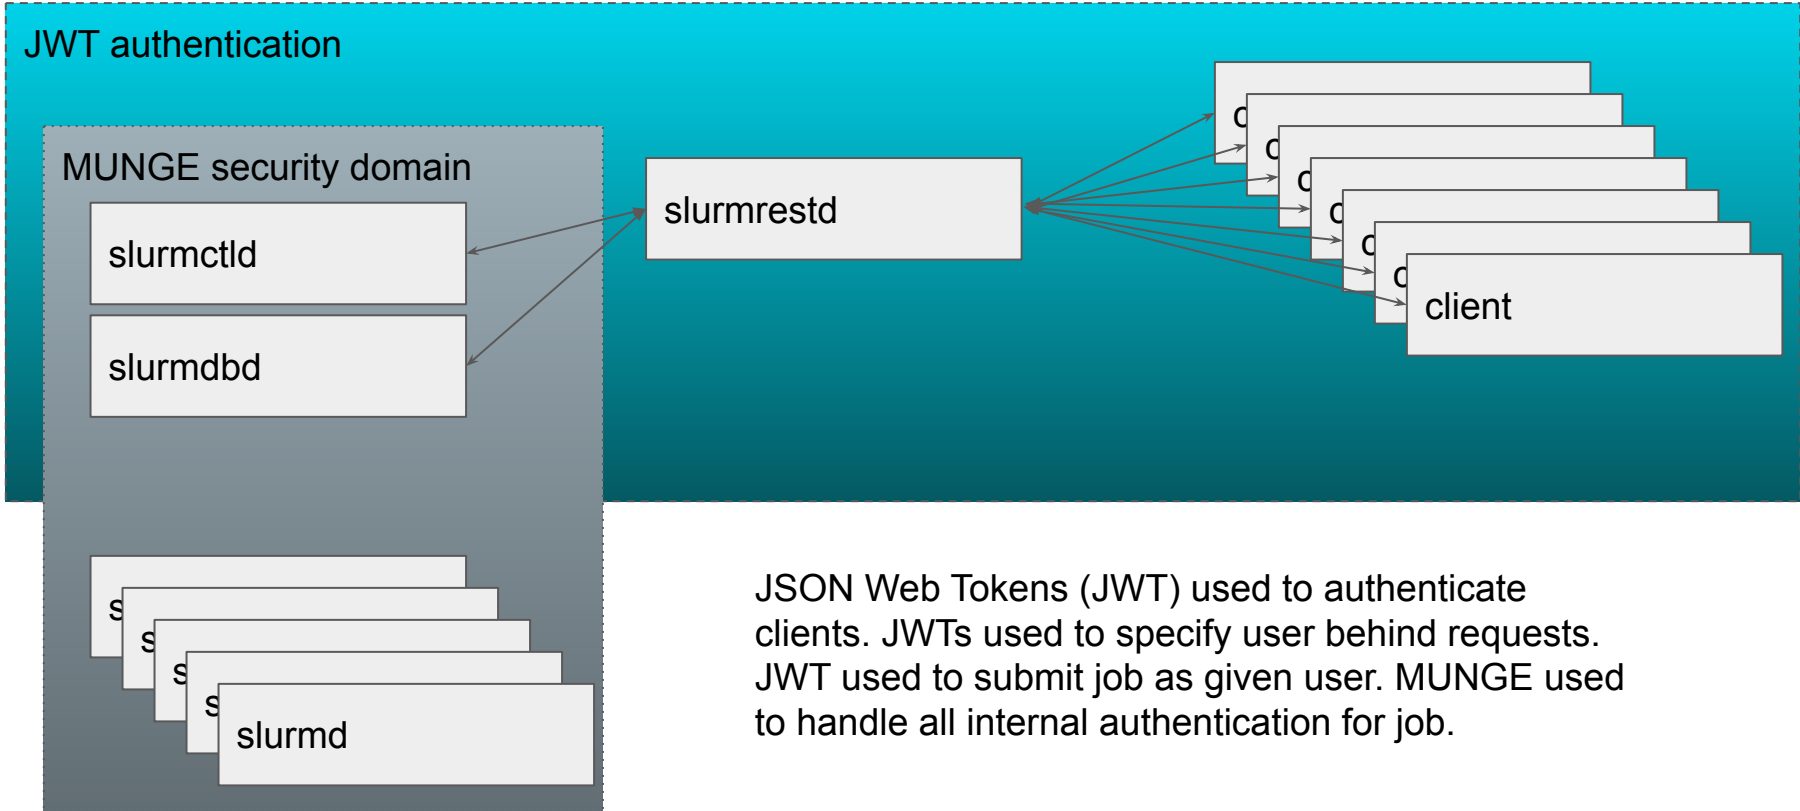 JWT authentication
MUNGE security domain
slurmctld
slurmdbd
slurmrestd
c
c
c
c
c
c
client
s
s
s
s
slurmd
JSON Web Tokens (JWT) used to authenticate
clients. JWTs used to specify user behind requests.
JWT used to submit job as given user. MUNGE used
to handle all internal authentication for job.